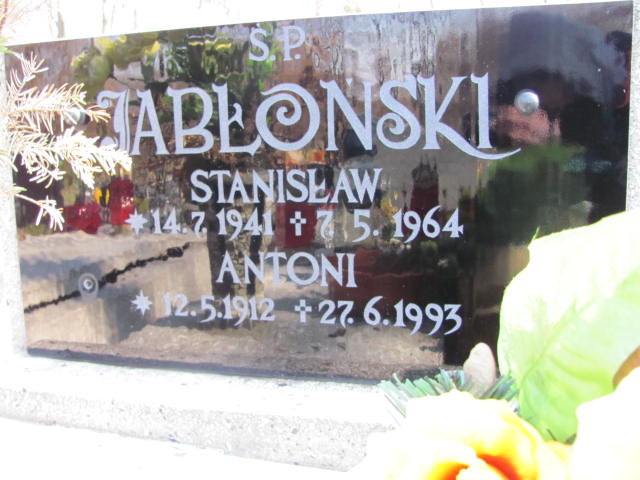 Ś.P.
JABŁOŃSKI
STANISŁAW
* 14.7.1941 † 7.5.1964
ANTONI
* 12.5.1912 † 27.6.1993